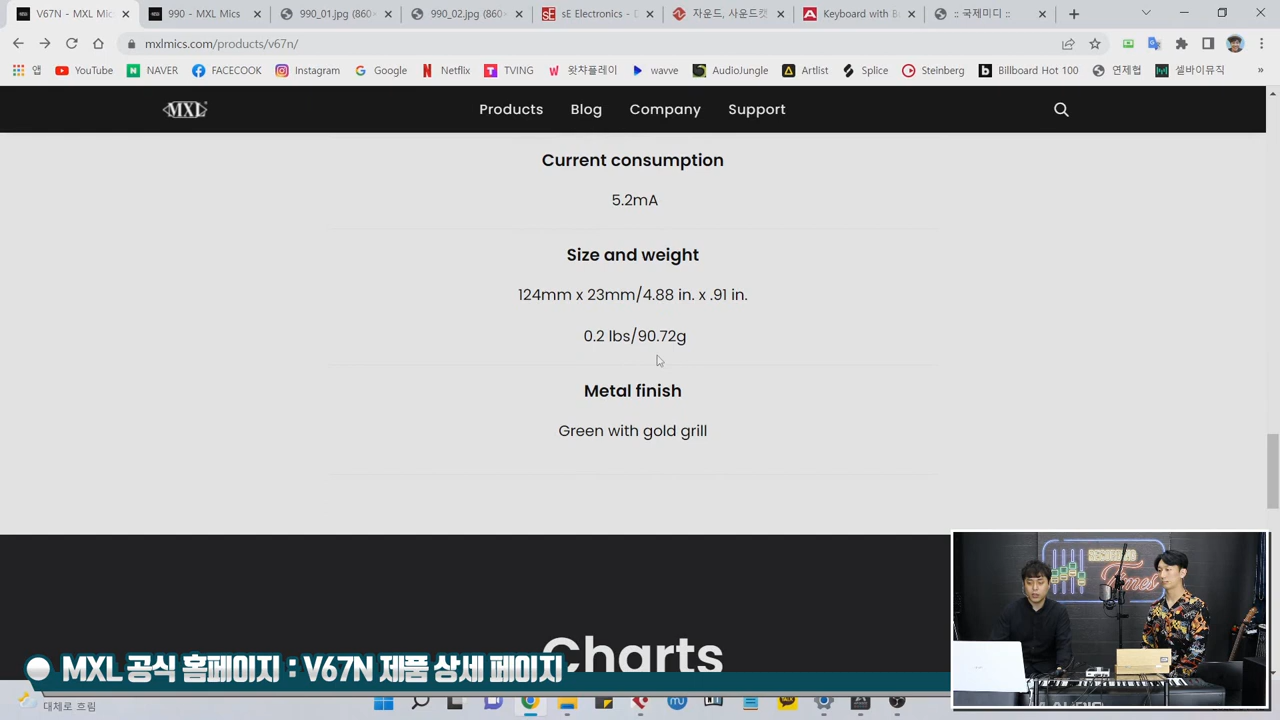 V67N - MXL Mic
990 - MXL Mics
990_01.jpg (860×
990_02.jpg (860×
sE Electronics - D
자운드, 사운드캣
Keyboard with B
:: 국제미디 ::
mxlmics.com/products/v67n/
앱
YouTube
NAVER
FACECOOK
Instagram
Google
Netflix
TVING
왓챠플레이
wavve
AudioJungle
Artlist
Splic
Steinberg
Billboard Hot 100
연제협
셀바이뮤직
»
MXL
Products
Blog
Company
Support
Current consumption
5.2mA
Size and weight
124mm x 23mm/4.88 in. x .91 in.
0.2 lbs/90.72g
Metal finish
Green with gold grill
Charts
RECORDING
Times
MXL 공식 홈페이지 : V67N 제품 상세 페이지
대체로 흐림